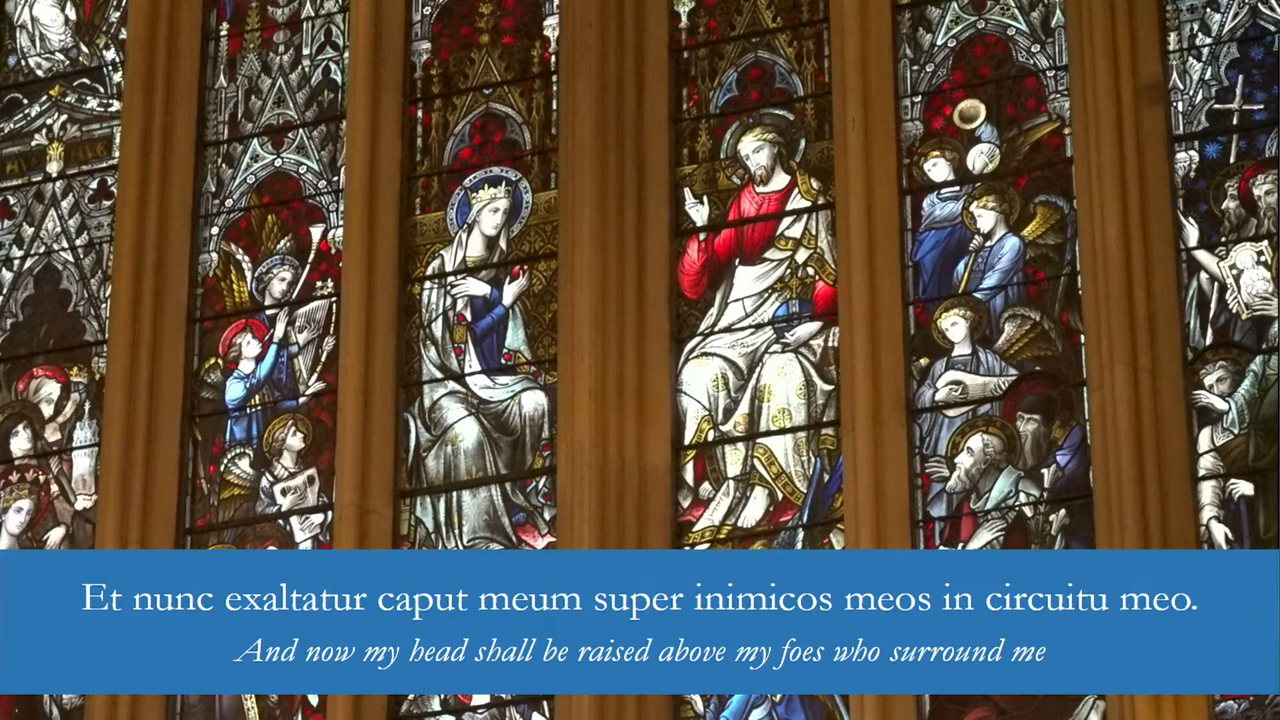 Et nunc exaltatur caput meum super inimicos meos in circuitu meo.
And now my head shall be raised above my foes who surround me